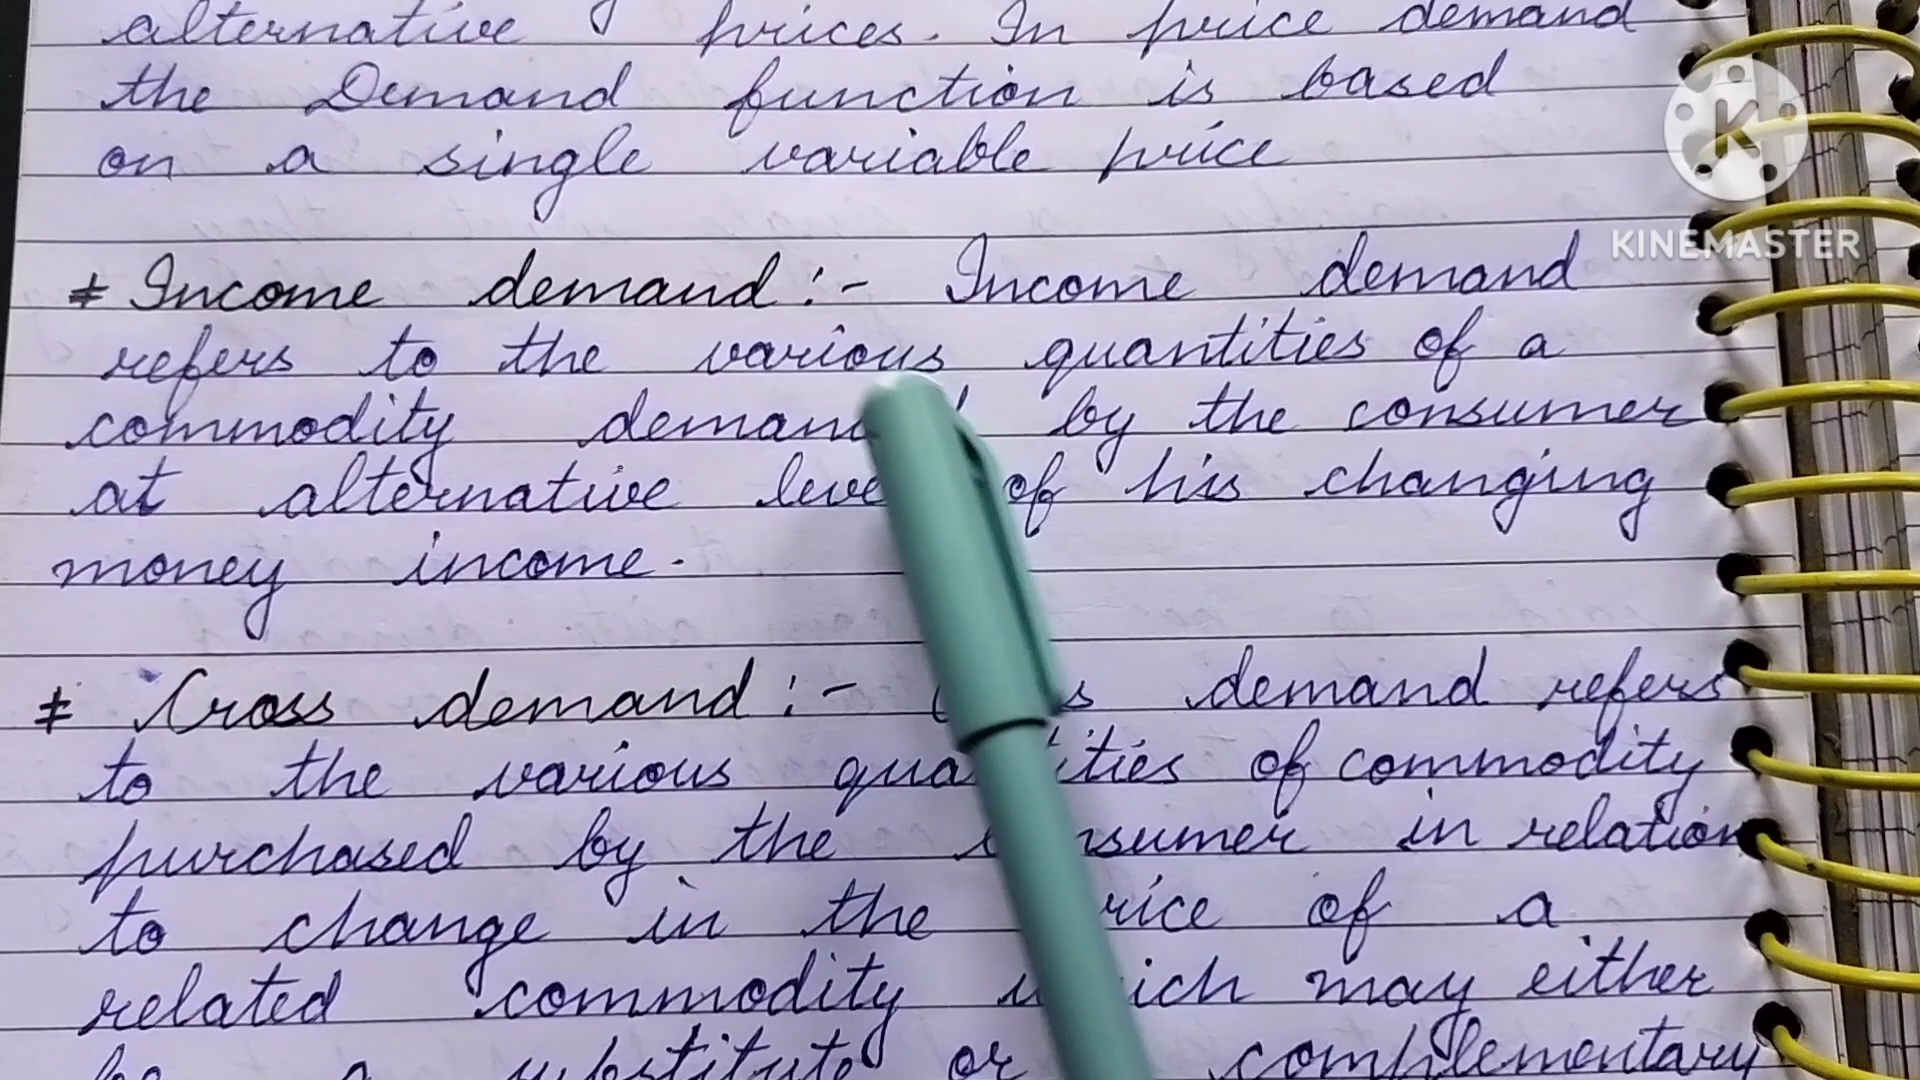 alternative prices. In price demand
the Demand function is based
on a single variable price
KINEMASTER
* Income demand :- Income demand
refers to the various quantities of a
commodity by the consumer
at alternative of his changing
money income.
* Cross demand :- demand refers
to the various of commodity
purchased by the in relation
to change in the of a
related commodity may either
substitute or complementary